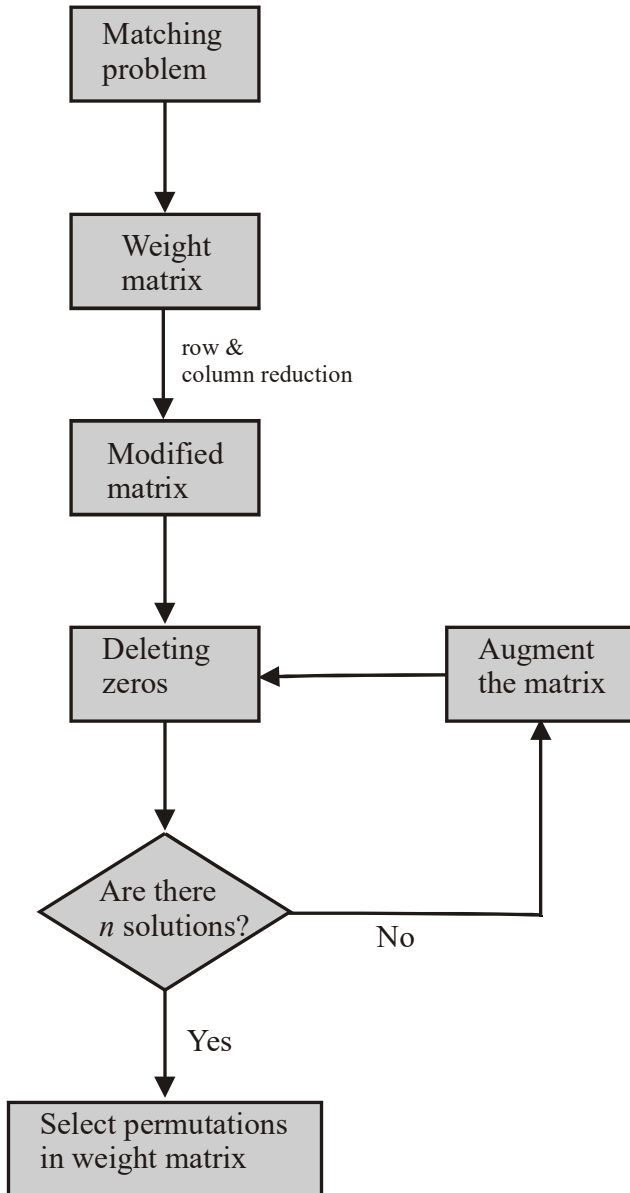 Matching
problem
Weight
matrix
row &
column reduction
Modified
matrix
Deleting
zeros
Augment
the matrix
Are there
n solutions?
No
Yes
Select permutations
in weight matrix